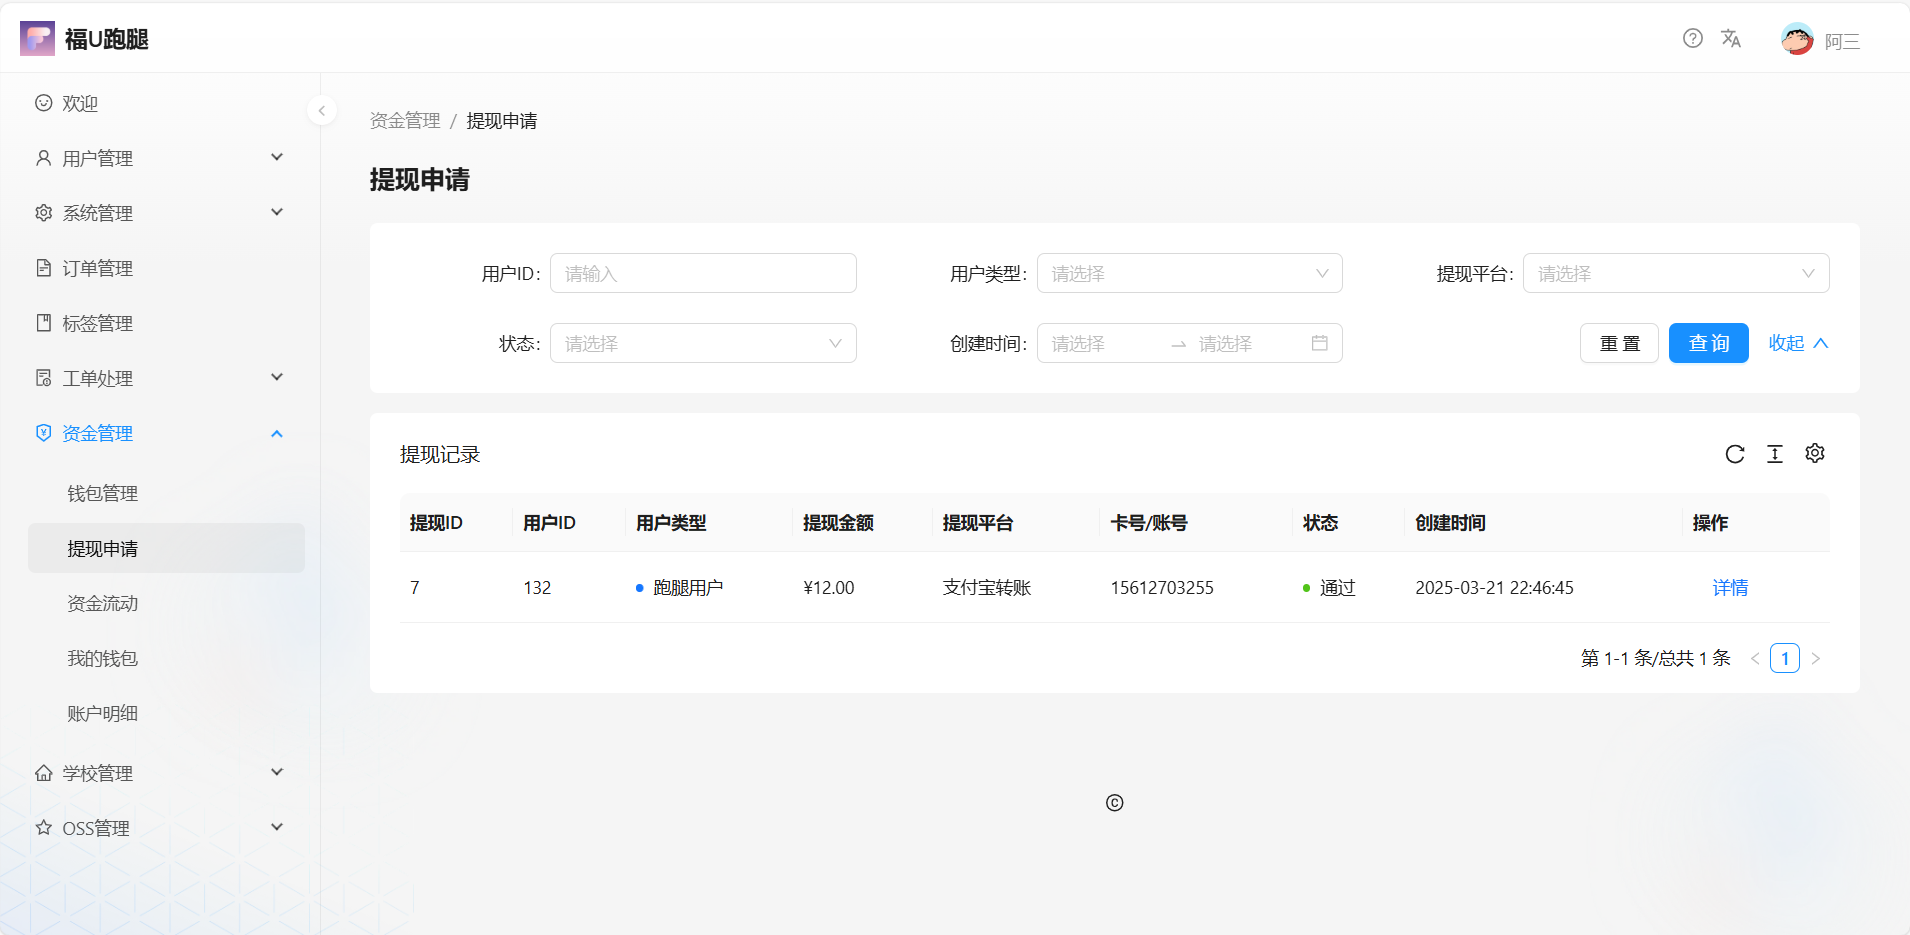 福U跑腿
阿三
欢迎
用户管理
系统管理
订单管理
标签管理
工单处理
资金管理
钱包管理
提现申请
资金流动
我的钱包
账户明细
学校管理
OSS管理
资金管理 / 提现申请
提现申请
用户ID: 请输入 用户类型: 请选择 提现平台: 请选择
状态: 请选择 创建时间: 请选择 → 请选择 重 置 查 询 收起
提现记录
提现ID 用户ID 用户类型 提现金额 提现平台 卡号/账号 状态 创建时间 操作
7 132 跑腿用户 ¥12.00 支付宝转账 15612703255 通过 2025-03-21 22:46:45 详情
第 1-1 条/总共 1 条 < 1 >
©